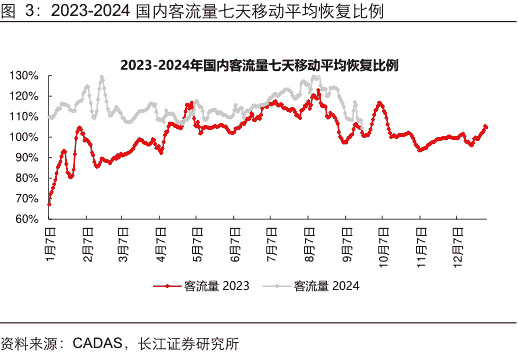 图 3：2023-2024 国内客流量七天移动平均恢复比例
2023-2024年国内客流量七天移动平均恢复比例
130%
120%
110%
100%
90%
80%
70%
60%
1月7日
2月7日
3月7日
4月7日
5月7日
6月7日
7月7日
8月7日
9月7日
10月7日
11月7日
12月7日
客流量 2023
客流量 2024
资料来源：CADAS，长江证券研究所